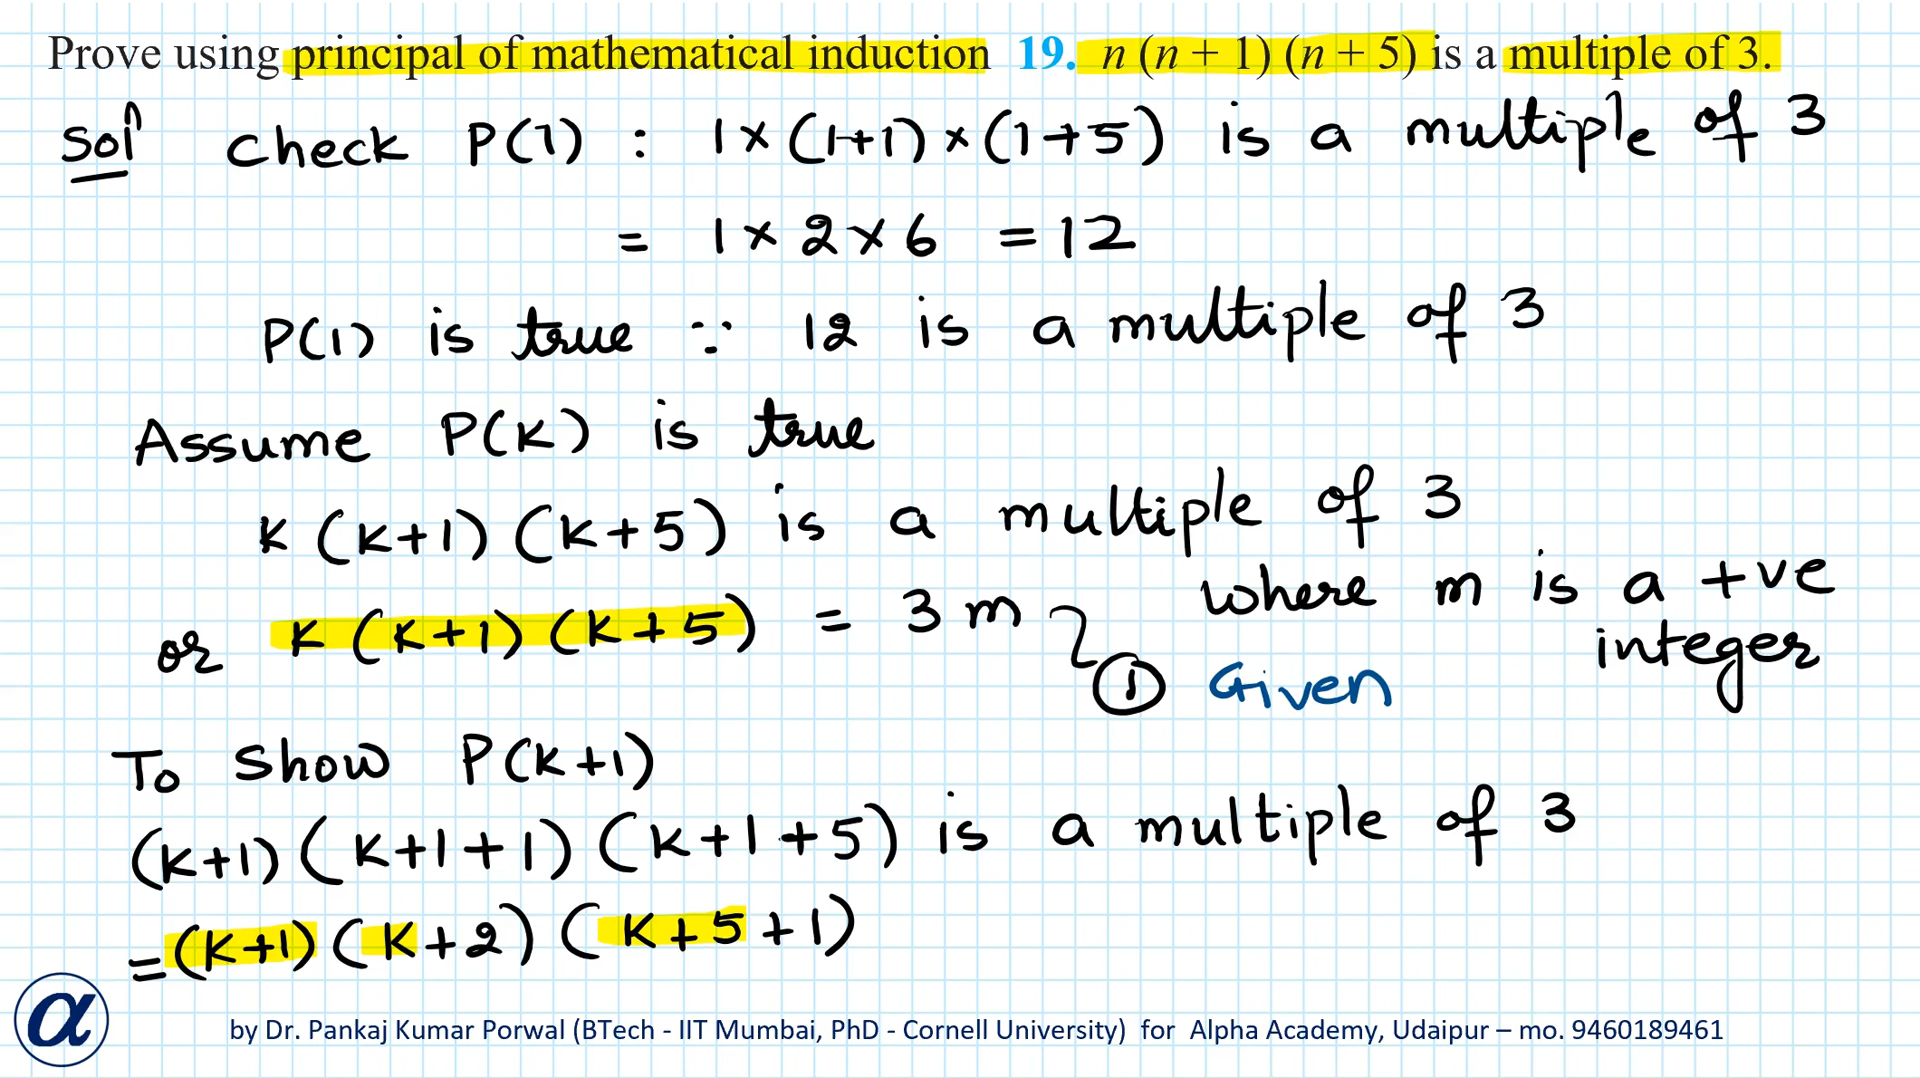 Prove using principal of mathematical induction 19. n (n + 1) (n + 5) is a multiple of 3.
Solⁿ Check P(1) : 1×(1+1)×(1+5) is a multiple of 3
= 1×2×6 = 12
P(1) is true ∵ 12 is a multiple of 3
Assume P(K) is true
K(K+1)(K+5) is a multiple of 3
or K(K+1)(K+5) = 3m where m is a +ve integer
① Given
To Show P(K+1)
(K+1)(K+1+1)(K+1+5) is a multiple of 3
=(K+1)(K+2)(K+5+1)
α by Dr. Pankaj Kumar Porwal (BTech - IIT Mumbai, PhD - Cornell University) for Alpha Academy, Udaipur – mo. 9460189461